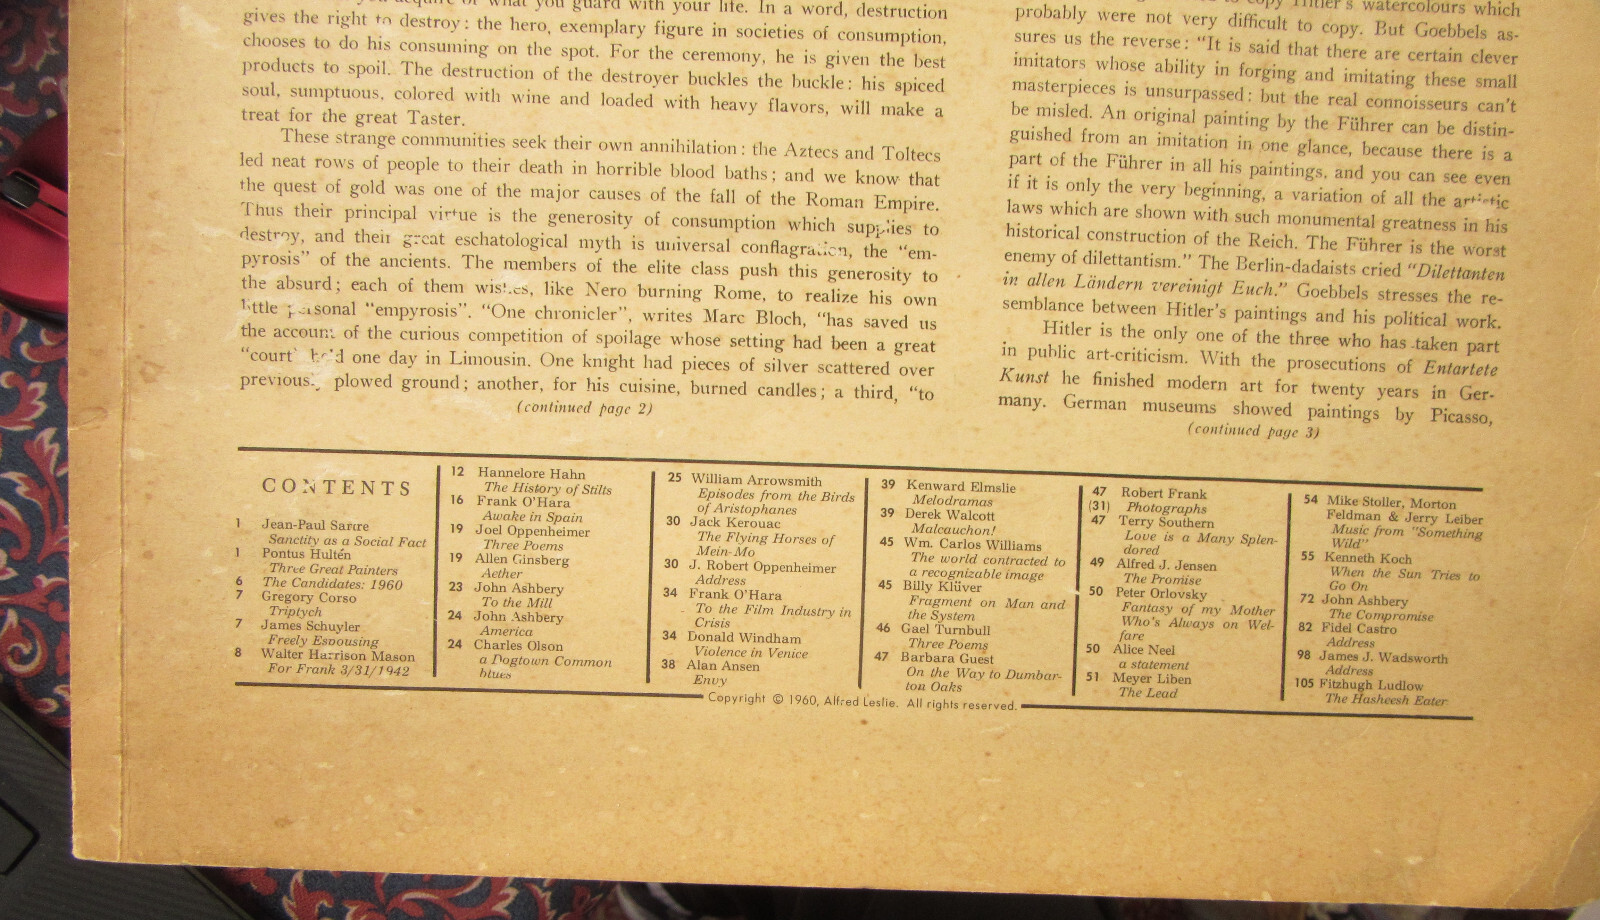 of what you guard with your life. In a word, destruction
gives the right to destroy: the hero, exemplary figure in societies of consumption,
chooses to do his consuming on the spot. For the ceremony, he is given the best
products to spoil. The destruction of the destroyer buckles the buckle: his spiced
soul, sumptuous, colored with wine and loaded with heavy flavors, will make a
treat for the great Taster.
These strange communities seek their own annihilation: the Aztecs and Toltecs
led neat rows of people to their death in horrible blood baths; and we know that
the quest of gold was one of the major causes of the fall of the Roman Empire.
Thus their principal virtue is the generosity of consumption which supplies to
destroy, and their great eschatological myth is universal conflagration, the "em-
pyrosis" of the ancients. The members of the elite class push this generosity to
the absurd; each of them wishes, like Nero burning Rome, to realize his own
little personal "empyrosis". "One chronicler", writes Marc Bloch, "has saved us
the account of the curious competition of spoilage whose setting had been a great
"court" held one day in Limousin. One knight had pieces of silver scattered over
previously plowed ground; another, for his cuisine, burned candles; a third, "to
(continued page 2)
copy Hitler's watercolours which
probably were not very difficult to copy. But Goebbels as-
sures us the reverse: "It is said that there are certain clever
imitators whose ability in forging and imitating these small
masterpieces is unsurpassed; but the real connoisseurs can't
be misled. An original painting by the Führer can be distin-
guished from an imitation in one glance, because there is a
part of the Führer in all his paintings, and you can see even
if it is only the very beginning, a variation of all the artistic
laws which are shown with such monumental greatness in his
historical construction of the Reich. The Führer is the worst
enemy of dilettantism." The Berlin-dadaists cried "Dilettanten
in allen Ländern vereinigt Euch." Goebbels stresses the re-
semblance between Hitler's paintings and his political work.
Hitler is the only one of the three who has taken part
in public art-criticism. With the prosecutions of Entartete
Kunst he finished modern art for twenty years in Ger-
many. German museums showed paintings by Picasso,
(continued page 3)
CONTENTS
1 Jean-Paul Sartre
Sanctity as a Social Fact
1 Pontus Hultén
Three Great Painters
6 The Candidates: 1960
7 Gregory Corso
Triptych
7 James Schuyler
Freely Espousing
8 Walter Harrison Mason
For Frank 3/31/1942
12 Hannelore Hahn
The History of Stilts
16 Frank O'Hara
Awake in Spain
19 Joel Oppenheimer
Three Poems
19 Allen Ginsberg
Aether
23 John Ashbery
To the Mill
24 John Ashbery
America
24 Charles Olson
a Dogtown Common
blues
25 William Arrowsmith
Episodes from the Birds
of Aristophanes
30 Jack Kerouac
The Flying Horses of
Mein-Mo
30 J. Robert Oppenheimer
Address
34 Frank O'Hara
To the Film Industry in
Crisis
34 Donald Windham
Violence in Venice
38 Alan Ansen
Envy
39 Kenward Elmslie
Melodramas
39 Derek Walcott
Malcauchon!
45 Wm. Carlos Williams
The world contracted to
a recognizable image
45 Billy Klüver
Fragment on Man and
the System
46 Gael Turnbull
Three Poems
47 Barbara Guest
On the Way to Dumbar-
ton Oaks
47 Robert Frank
(31) Photographs
47 Terry Southern
Love is a Many Splen-
dored
49 Alfred J. Jensen
The Promise
50 Peter Orlovsky
Fantasy of my Mother
Who's Always on Wel-
fare
50 Alice Neel
a statement
51 Meyer Liben
The Lead
54 Mike Stoller, Morton
Feldman & Jerry Leiber
Music from "Something
Wild"
55 Kenneth Koch
When the Sun Tries to
Go On
72 John Ashbery
The Compromise
82 Fidel Castro
Address
98 James J. Wadsworth
Address
105 Fitzhugh Ludlow
The Hasheesh Eater
Copyright © 1960, Alfred Leslie. All rights reserved.